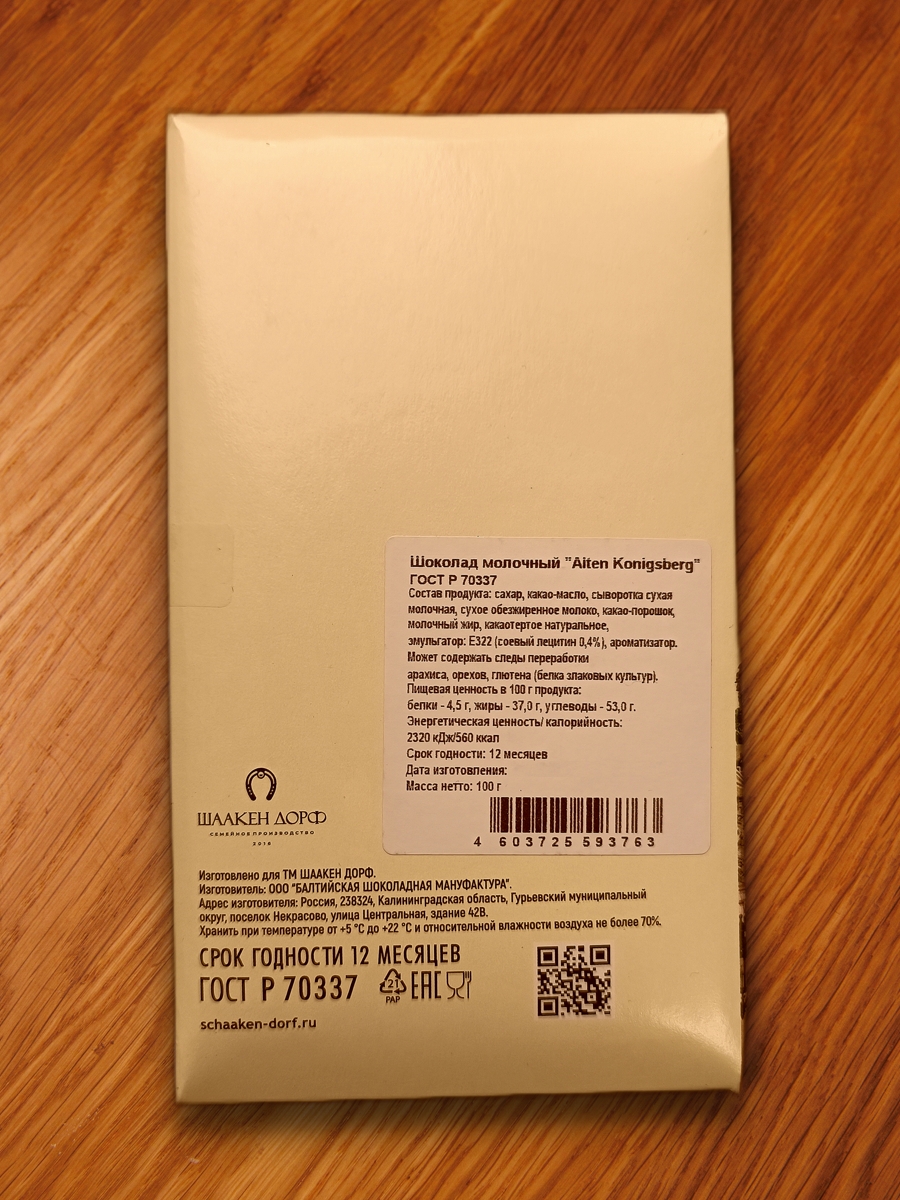 Шоколад молочный "Alten Konigsberg"
ГОСТ Р 70337
Состав продукта: сахар, какао-масло, сыворотка сухая
молочная, сухое обезжиренное молоко, какао-порошок,
молочный жир, какаотертое натуральное,
эмульгатор: Е322 (соевый лецитин 0,4%), ароматизатор.
Может содержать следы переработки
арахиса, орехов, глютена (белка злаковых культур).
Пищевая ценность в 100 г продукта:
белки - 4,5 г, жиры - 37,0 г, углеводы - 53,0 г.
Энергетическая ценность/ калорийность:
2320 кДж/560 ккал
Срок годности: 12 месяцев
Дата изготовления:
Масса нетто: 100 г
4 603725 593763
ШААКЕН ДОРФ
СЕМЕЙНОЕ ПРОИЗВОДСТВО
2018
Изготовлено для ТМ ШААКЕН ДОРФ.
Изготовитель: ООО "БАЛТИЙСКАЯ ШОКОЛАДНАЯ МАНУФАКТУРА".
Адрес изготовителя: Россия, 238324, Калининградская область, Гурьевский муниципальный
округ, поселок Некрасово, улица Центральная, здание 42В.
Хранить при температуре от +5 °С до +22 °С и относительной влажности воздуха не более 70%.
СРОК ГОДНОСТИ 12 МЕСЯЦЕВ
ГОСТ Р 70337 21 PAP EAC
schaaken-dorf.ru